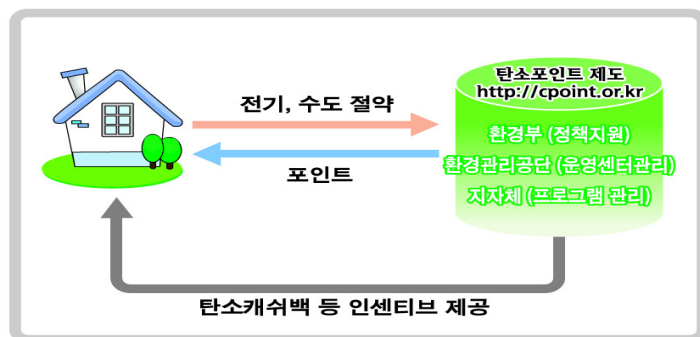 탄소포인트 제도
http://cpoint.or.kr
전기, 수도 절약
환경부 (정책지원)
환경관리공단 (운영센터관리)
포인트
지자체 (프로그램 관리)
탄소캐쉬백 등 인센티브 제공